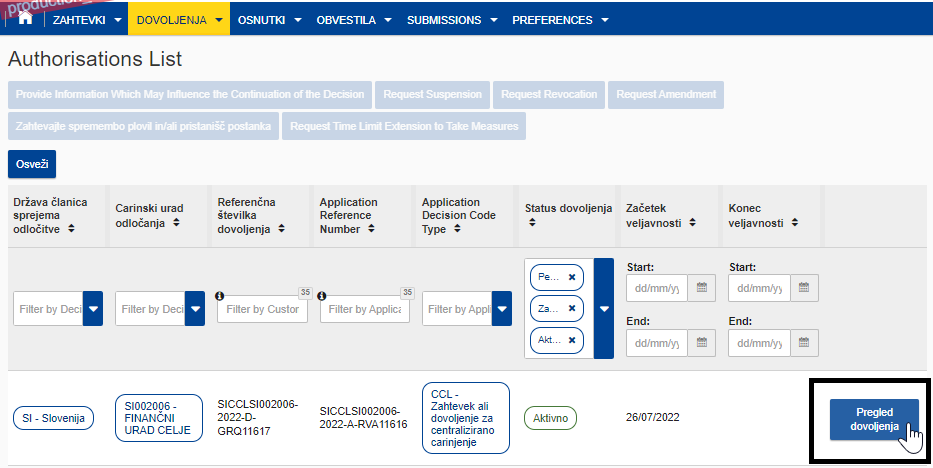 production_
ZAHTEVKI DOVOLJENJA OSNUTKI OBVESTILA SUBMISSIONS PREFERENCES
Authorisations List
Provide Information Which May Influence the Continuation of the Decision Request Suspension Request Revocation Request Amendment
Zahtevajte spremembo plovil in/ali pristanišč postanka Request Time Limit Extension to Take Measures
Osveži
Država članica
sprejema
odločitve
Carinski urad
odločanja
Referenčna
številka
dovoljenja
Application
Reference
Number
Application
Decision Code
Type
Status dovoljenja
Začetek
veljavnosti
Konec
veljavnosti
Filter by Deci
Filter by Deci
35
Filter by Custor
35
Filter by Applica
Filter by Appli
Pe...
Za...
Akt...
Start:
dd/mm/yy
End:
dd/mm/yy
Start:
dd/mm/yy
End:
dd/mm/yy
SI - Slovenija
SI002006 -
FINANČNI
URAD CELJE
SICCLSI002006-
2022-D-
GRQ11617
SICCLSI002006-
2022-A-RVA11616
CCL -
Zahtevek ali
dovoljenje za
centralizirano
carinjenje
Aktivno
26/07/2022
Pregled
dovoljenja